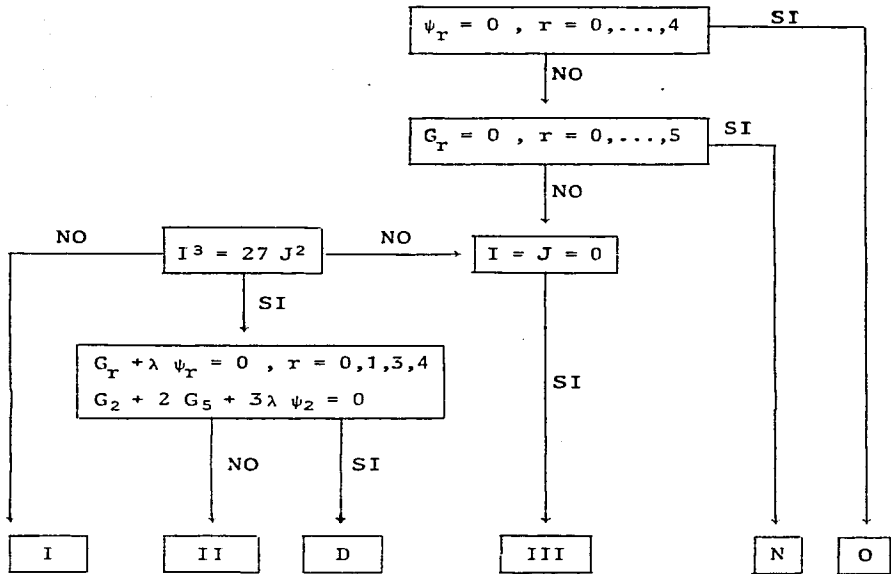 ψr = 0 , r = 0,...,4
SI
NO
Gr = 0 , r = 0,...,5
SI
NO
NO
I³ = 27 J²
NO
I = J = 0
SI
Gr + λ ψr = 0 , r = 0,1,3,4
G2 + 2 G5 + 3λ ψ2 = 0
SI
NO
SI
I
II
D
III
N
O